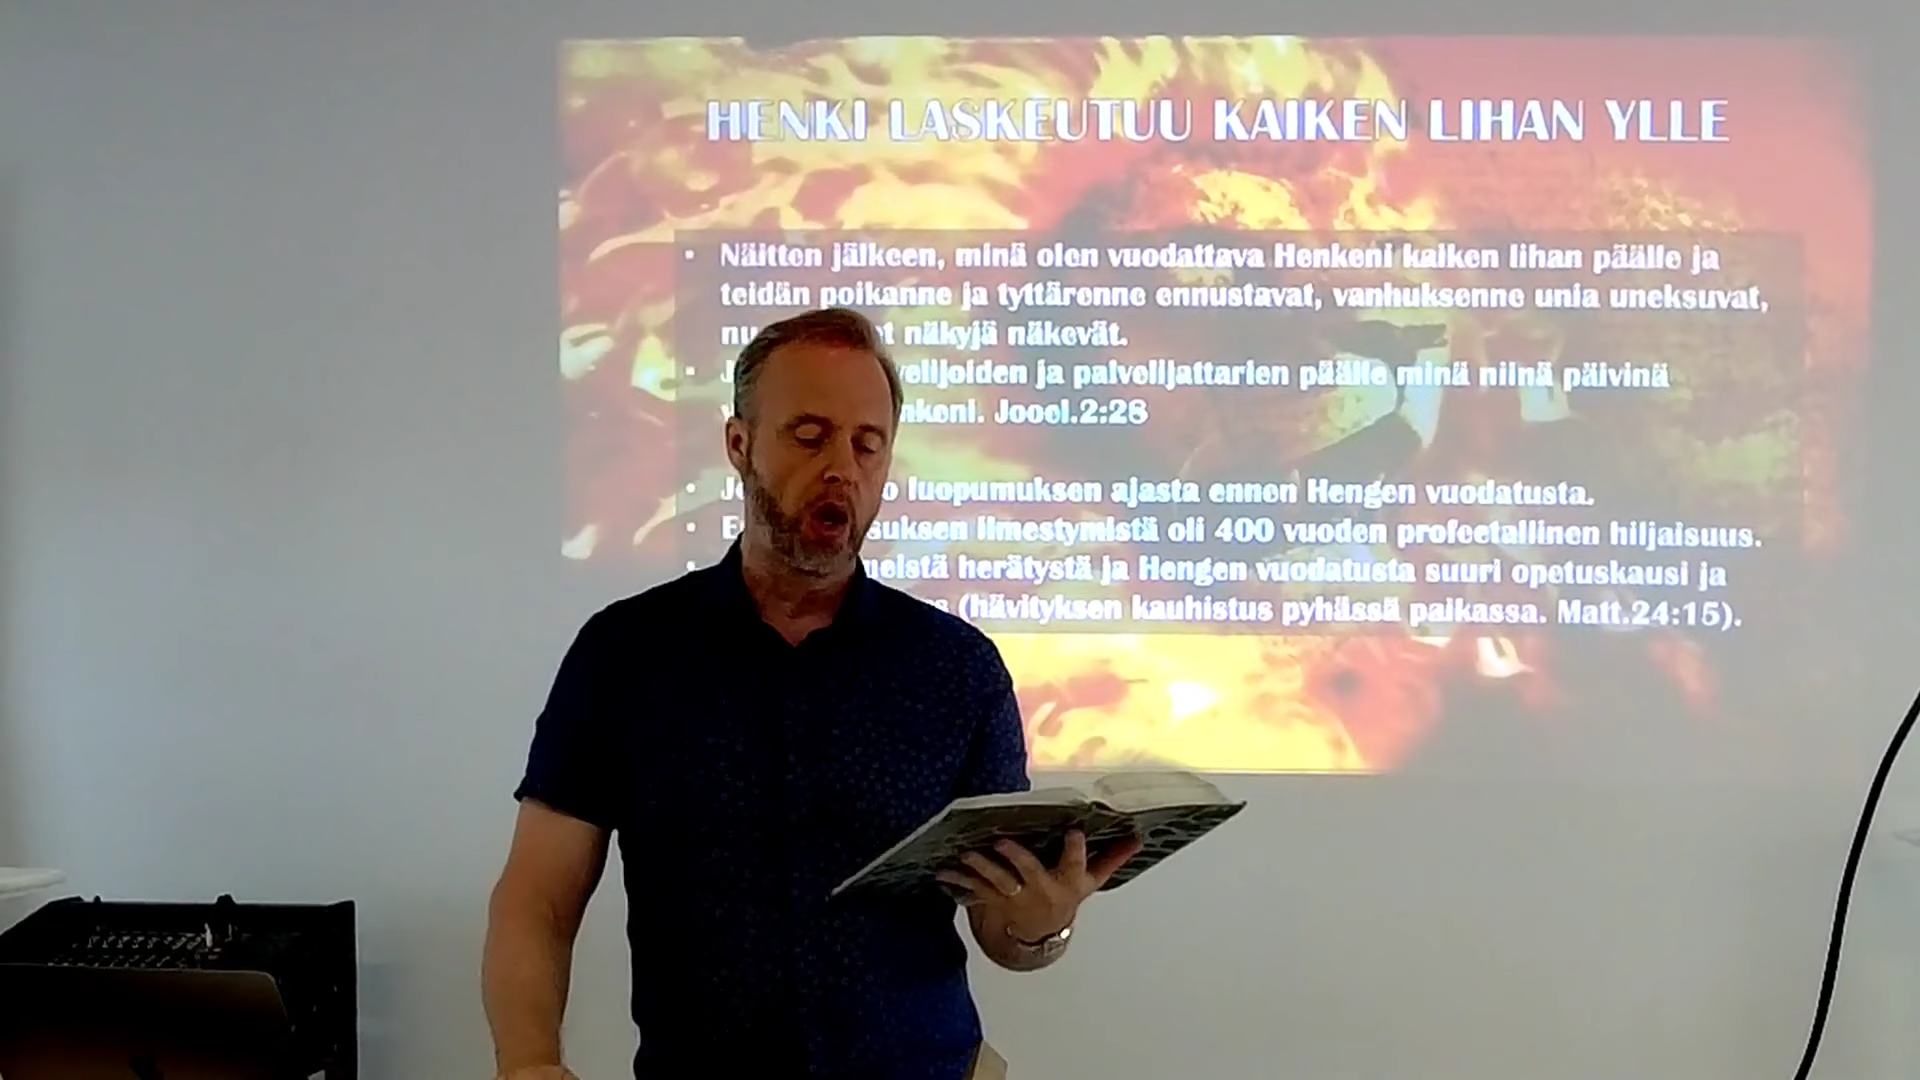 HENKI LASKEUTUU KAIKEN LIHAN YLLE
• Näitten jälkeen, minä olen vuodattava Henkeni kaiken lihan päälle ja
teidän poikanne ja tyttärenne ennustavat, vanhuksenne unia uneksuvat,
näkyjä näkevät.
• ja palvelijattarien päälle minä niinä päivinä
Jooel.2:28
• luopumuksen ajasta ennen Hengen vuodatusta.
• ilmestymistä oli 400 vuoden profeetallinen hiljaisuus.
• herätystä ja Hengen vuodatusta suuri opetuskausi ja
(hävityksen kauhistus pyhässä paikassa. Matt.24:15).